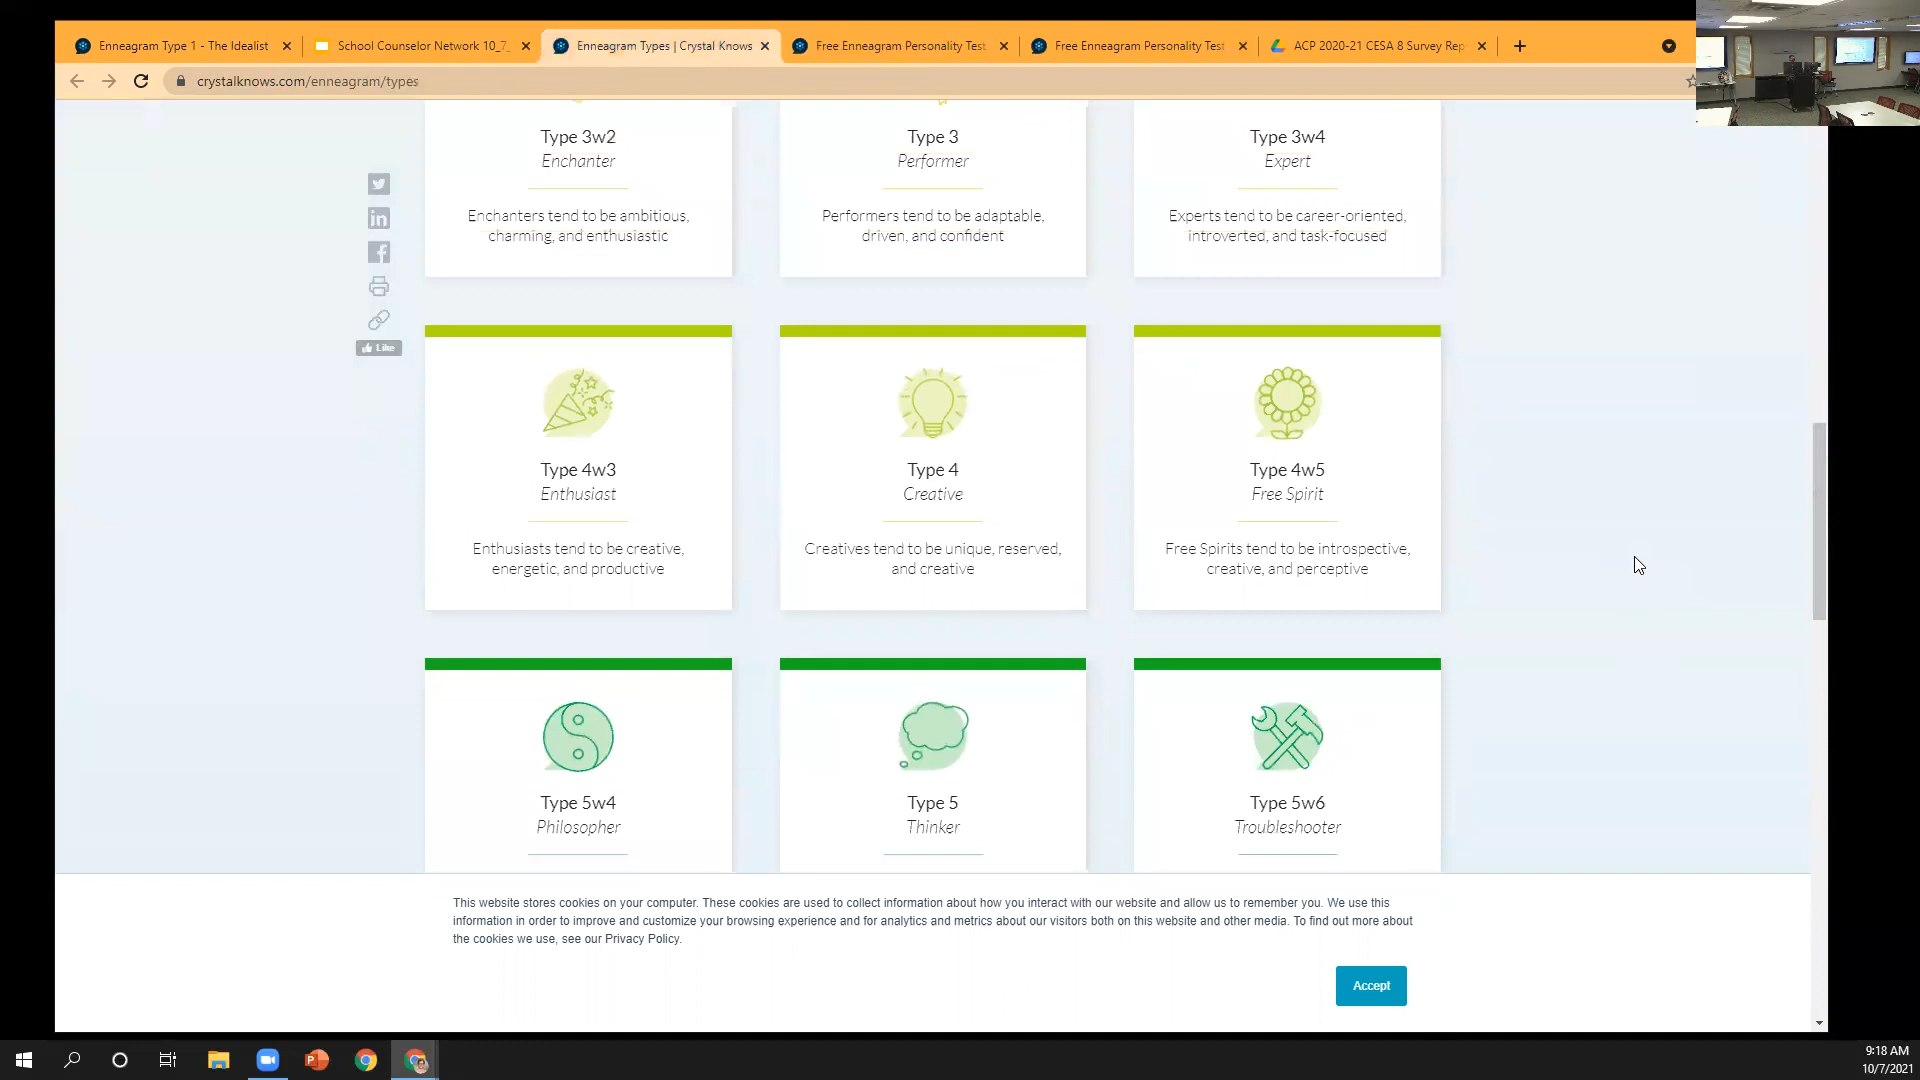 Enneagram Type 1 - The Idealist
School Counselor Network 10_7_
Enneagram Types | Crystal Knows
Free Enneagram Personality Test
Free Enneagram Personality Test
ACP 2020-21 CESA 8 Survey Rep
crystalknows.com/enneagram/types
Type 3w2
Enchanter
Enchanters tend to be ambitious,
charming, and enthusiastic
Type 3
Performer
Performers tend to be adaptable,
driven, and confident
Type 3w4
Expert
Experts tend to be career-oriented,
introverted, and task-focused
Like
Type 4w3
Enthusiast
Enthusiasts tend to be creative,
energetic, and productive
Type 4
Creative
Creatives tend to be unique, reserved,
and creative
Type 4w5
Free Spirit
Free Spirits tend to be introspective,
creative, and perceptive
Type 5w4
Philosopher
Type 5
Thinker
Type 5w6
Troubleshooter
This website stores cookies on your computer. These cookies are used to collect information about how you interact with our website and allow us to remember you. We use this
information in order to improve and customize your browsing experience and for analytics and metrics about our visitors both on this website and other media. To find out more about
the cookies we use, see our Privacy Policy.
Accept
9:18 AM
10/7/2021